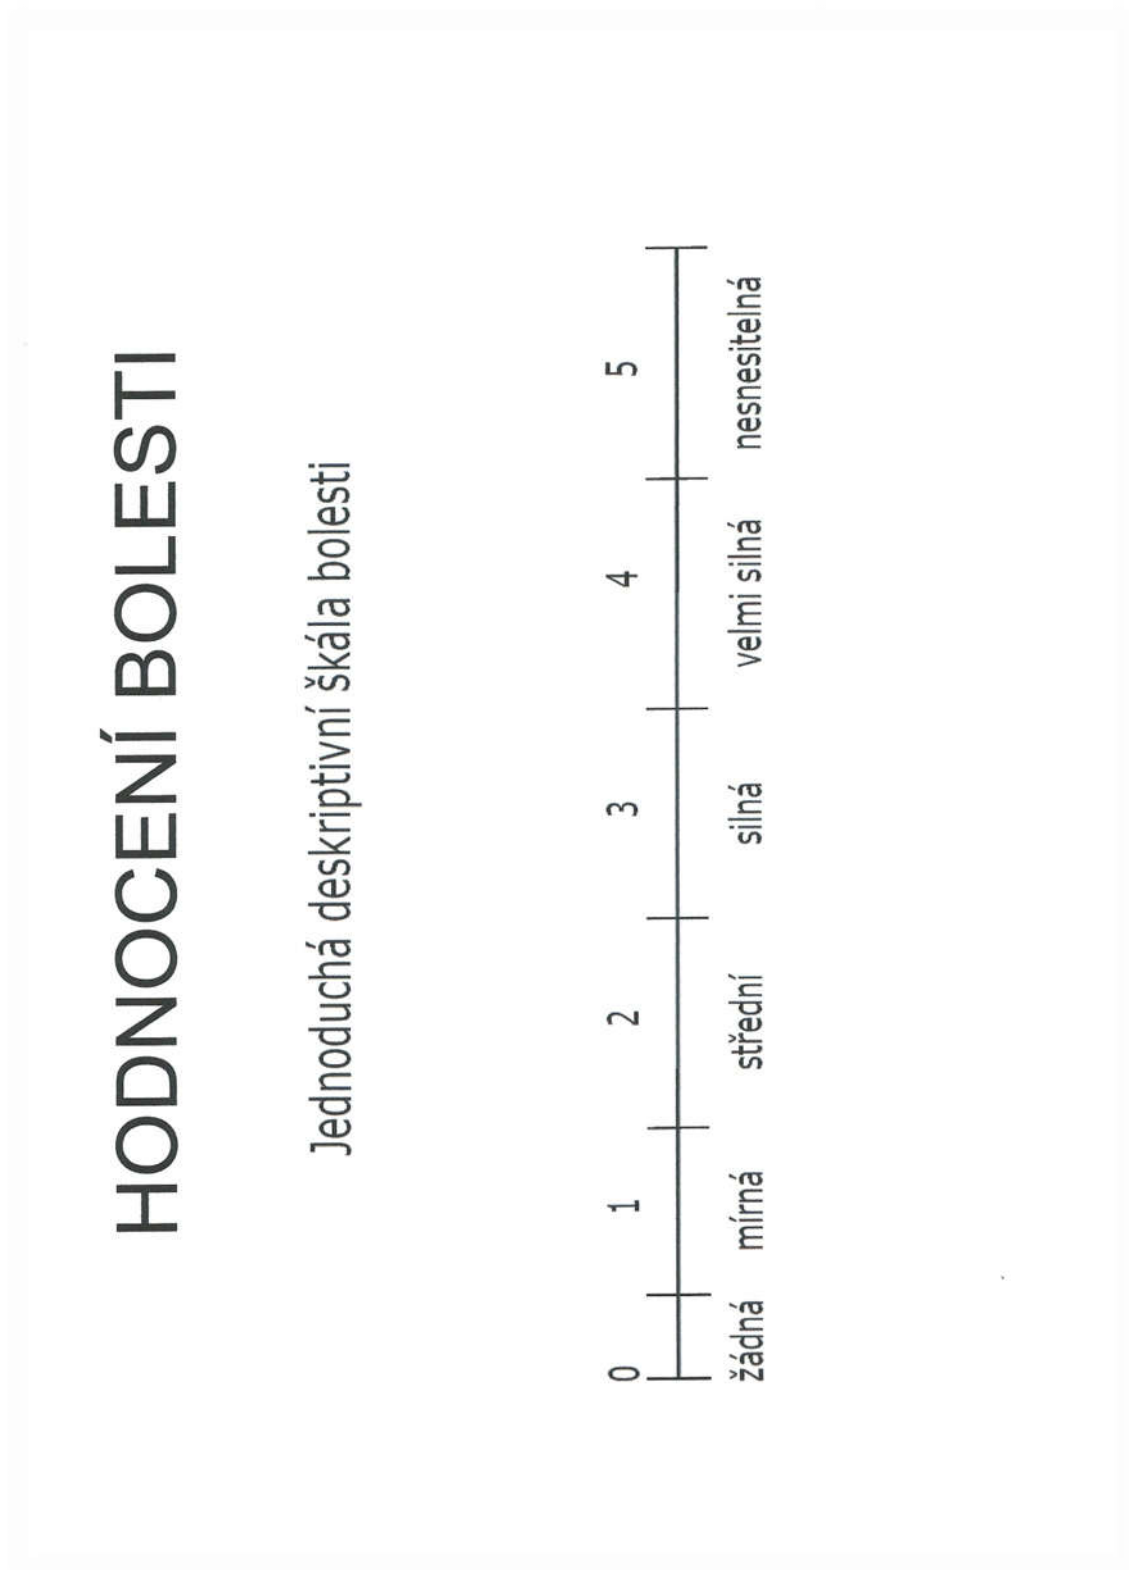 HODNOCENÍ BOLESTI
Jednoduchá deskriptivní škála bolesti
0 1 2 3 4 5
žádná mírná střední silná velmi silná nesnesitelná